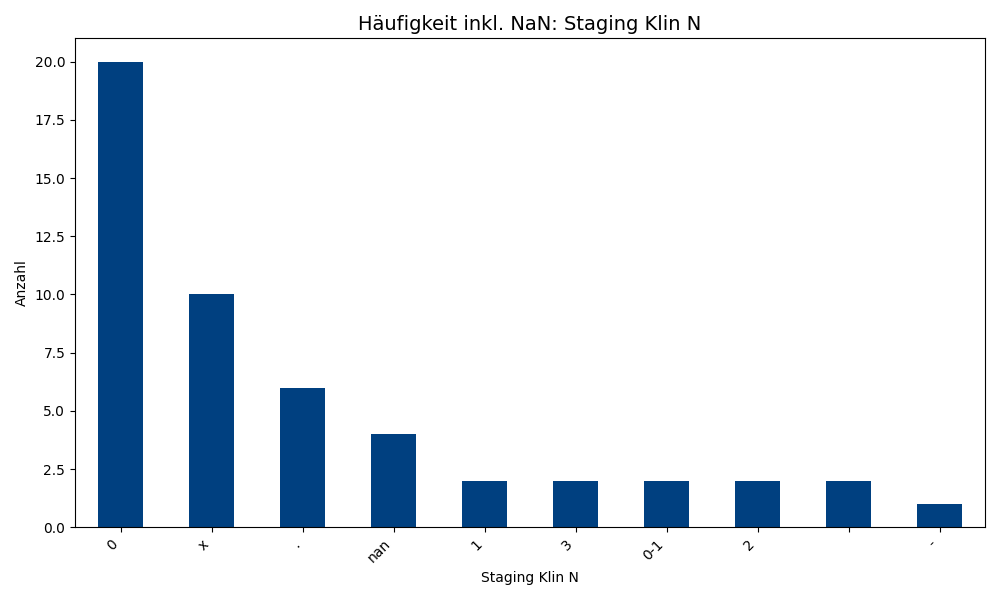 Häufigkeit inkl. NaN: Staging Klin N
Anzahl
20.0
17.5
15.0
12.5
10.0
7.5
5.0
2.5
0.0
0 x . nan 1 3 0-1 2 -
Staging Klin N